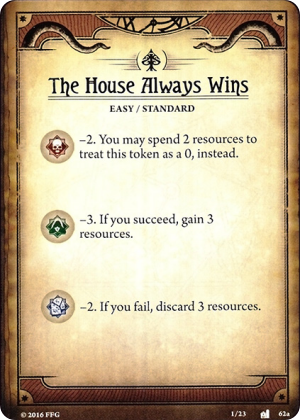 The House Always Wins
EASY / STANDARD
–2. You may spend 2 resources to
treat this token as a 0, instead.
–3. If you succeed, gain 3
resources.
–2. If you fail, discard 3 resources.
© 2016 FFG
1/23
62a